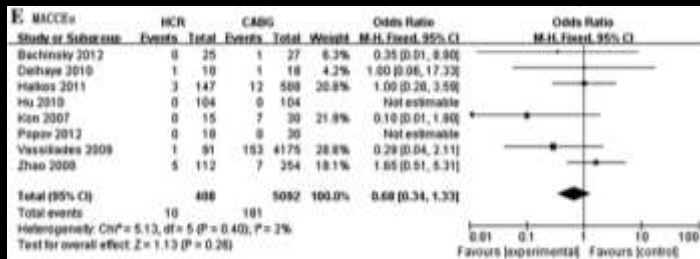 E MACCEs
HCR CABG Odds Ratio Odds Ratio
Study or Subgroup Events Total Events Total Weight M-H, Fixed, 95% CI M-H, Fixed, 95% CI
Bachinsky 2012 0 25 1 27 6.3% 0.35 [0.01, 8.90]
Delhaye 2010 1 18 1 18 4.2% 1.00 [0.06, 17.33]
Halkos 2011 3 147 12 588 20.8% 1.00 [0.28, 3.59]
Hu 2010 0 104 0 104 Not estimable
Kon 2007 0 15 7 30 21.8% 0.10 [0.01, 1.90]
Popov 2012 0 30 Not estimable
Vassiliades 2009 1 91 153 4175 28.8% 0.29 [0.04, 2.11]
Zhao 2008 5 112 7 254 18.1% 1.65 [0.51, 5.31]
Total (95% CI) 5092 100.0% 0.68 [0.34, 1.33]
Total events 10 181
Heterogeneity: Chi² = 5.13, df = 5 (P = 0.40); I² = 3%
Test for overall effect: Z = 1.13 (P = 0.26)
0.01 0.1 1 10 100
Favours [experimental] Favours [control]